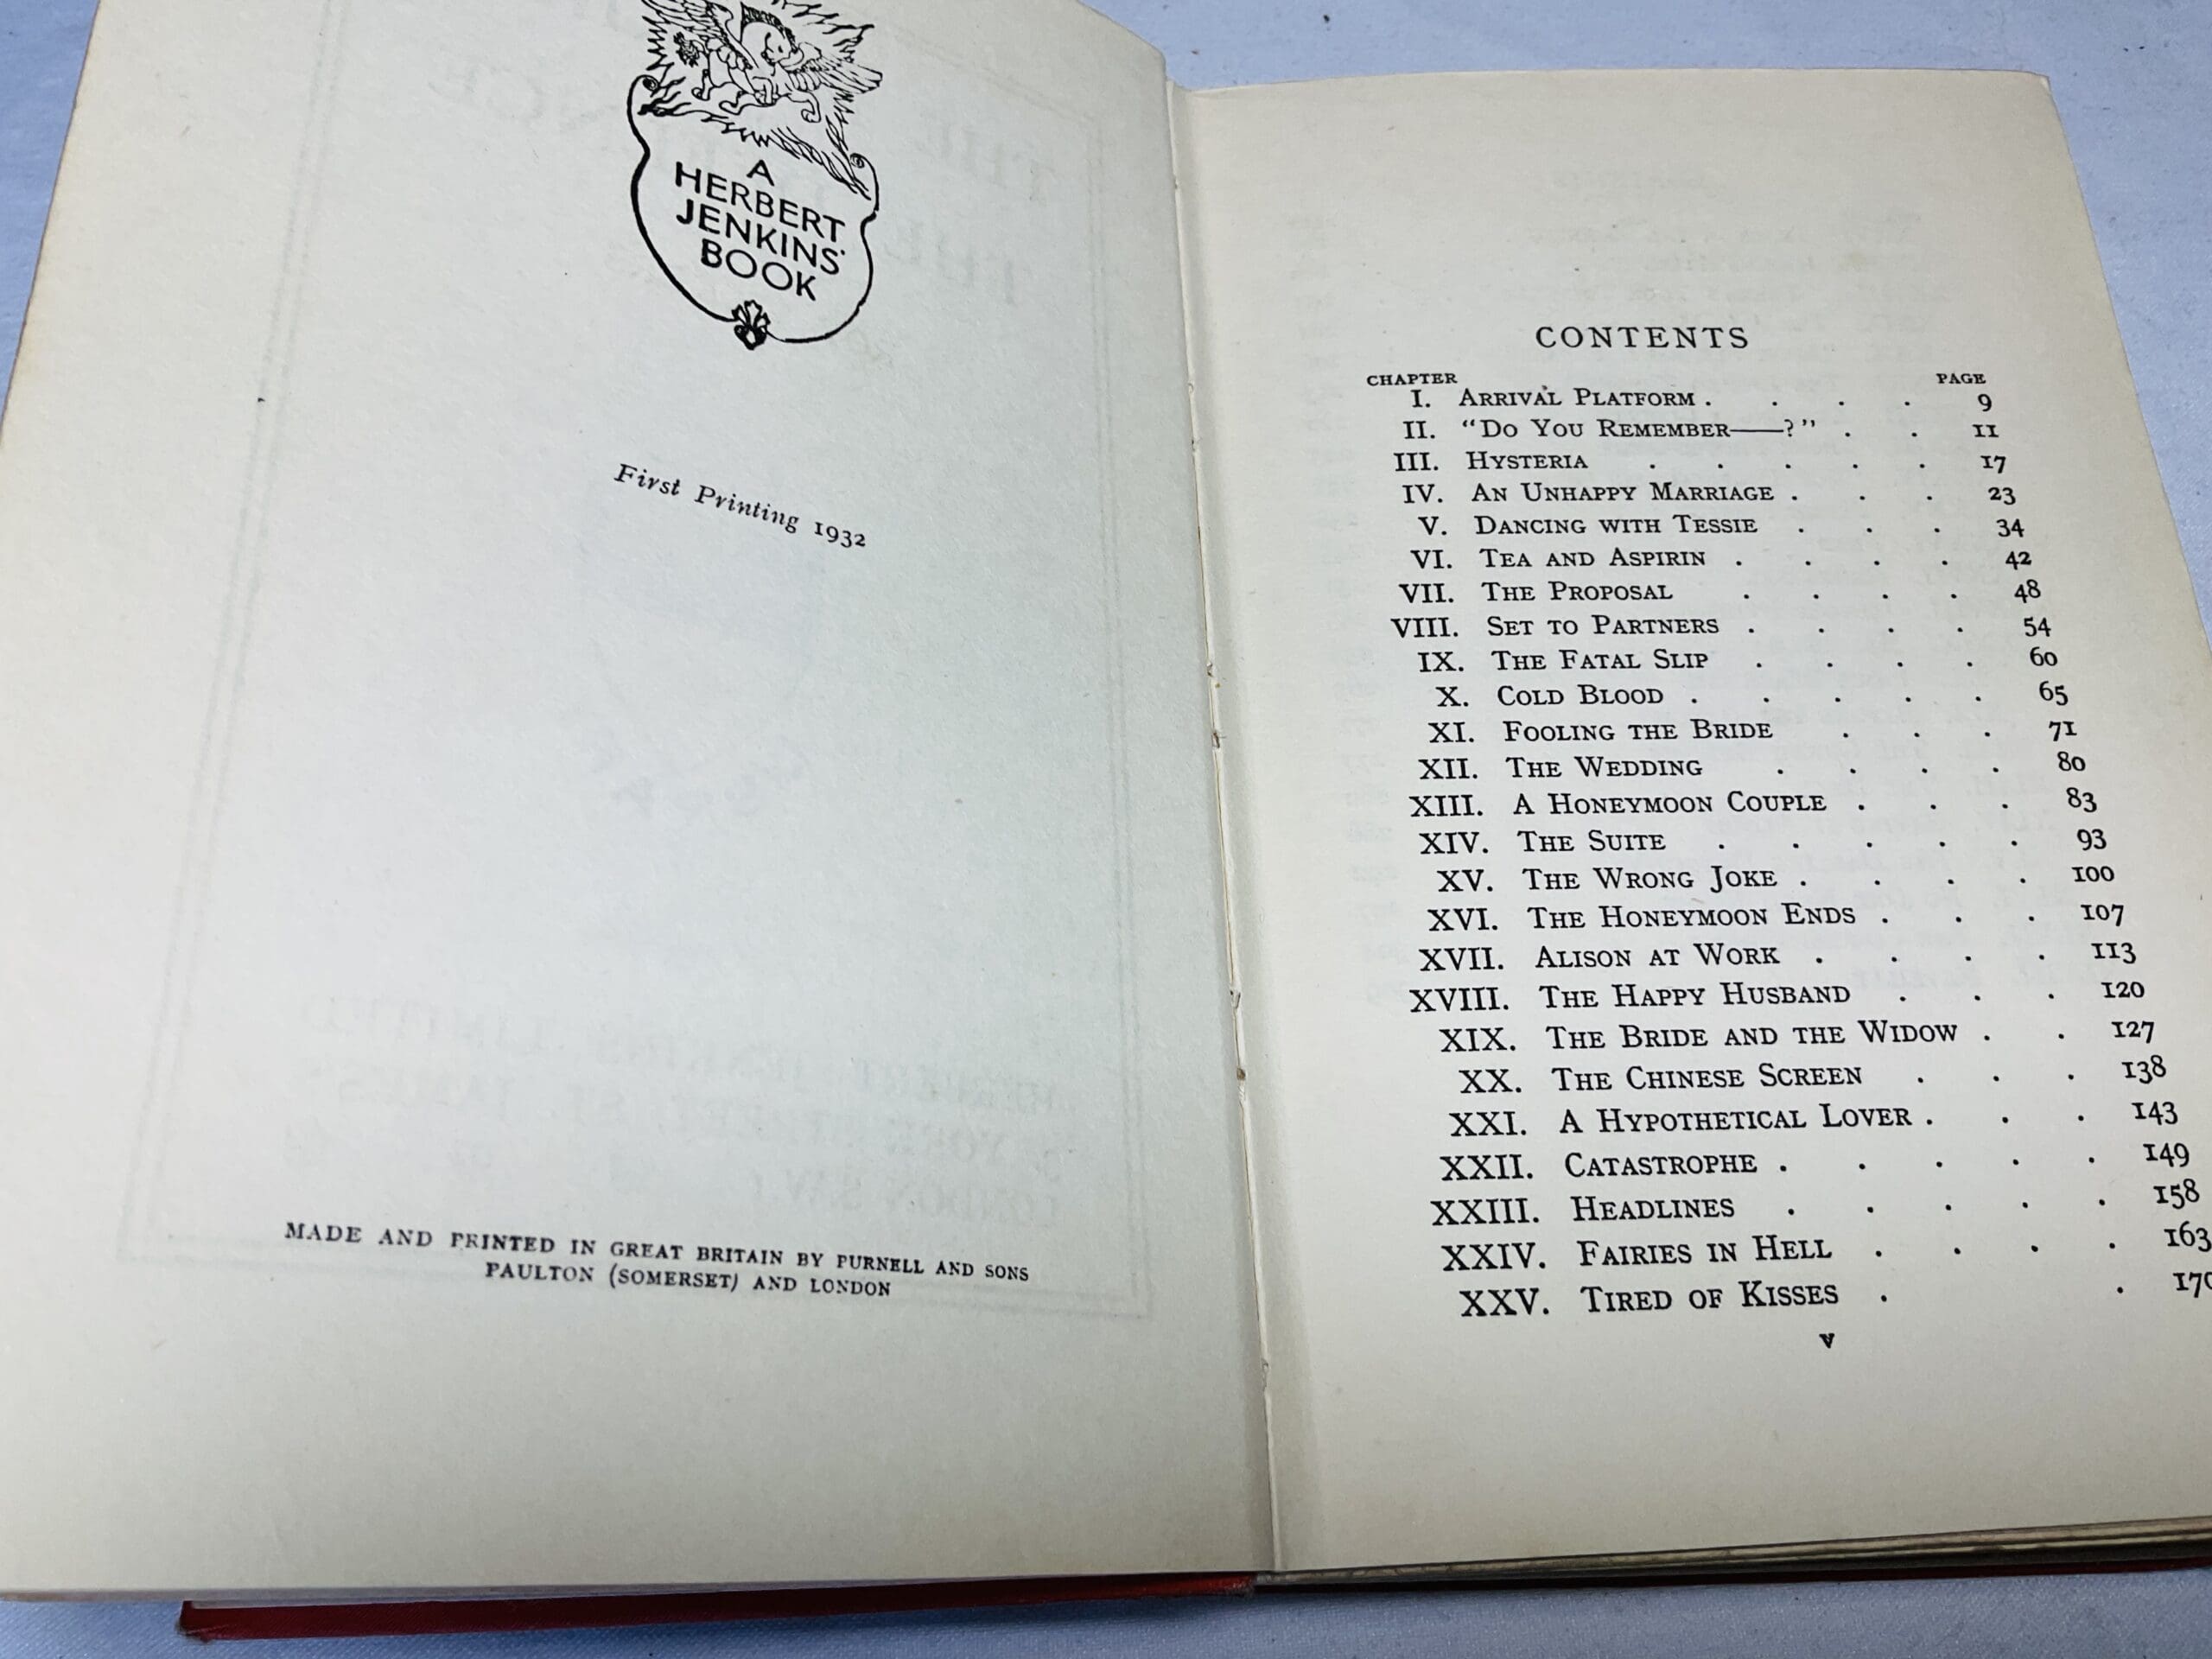 A
HERBERT
JENKINS'
BOOK
First Printing 1932
MADE AND PRINTED IN GREAT BRITAIN BY PURNELL AND SONS
PAULTON (SOMERSET) AND LONDON
CONTENTS
CHAPTER PAGE
I. ARRIVAL PLATFORM . . . . 9
II. "DO YOU REMEMBER——?" . . 11
III. HYSTERIA . . . . . 17
IV. AN UNHAPPY MARRIAGE . . . 23
V. DANCING WITH TESSIE . . . 34
VI. TEA AND ASPIRIN . . . . 42
VII. THE PROPOSAL . . . . 48
VIII. SET TO PARTNERS . . . . 54
IX. THE FATAL SLIP . . . . 60
X. COLD BLOOD . . . . . 65
XI. FOOLING THE BRIDE . . . 71
XII. THE WEDDING . . . . 80
XIII. A HONEYMOON COUPLE . . . 83
XIV. THE SUITE . . . . . 93
XV. THE WRONG JOKE . . . . 100
XVI. THE HONEYMOON ENDS . . . 107
XVII. ALISON AT WORK . . . . 113
XVIII. THE HAPPY HUSBAND . . . 120
XIX. THE BRIDE AND THE WIDOW . . 127
XX. THE CHINESE SCREEN . . . 138
XXI. A HYPOTHETICAL LOVER . . . 143
XXII. CATASTROPHE . . . . . 149
XXIII. HEADLINES . . . . . 158
XXIV. FAIRIES IN HELL . . . . 163
XXV. TIRED OF KISSES . . 170
v